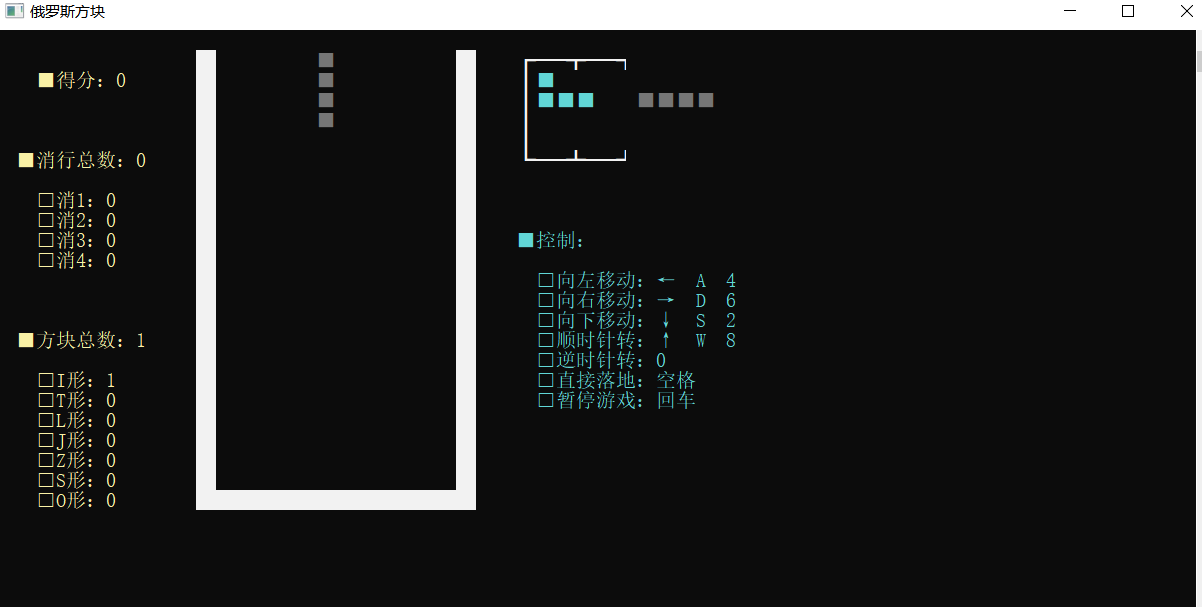 俄罗斯方块
■得分：0
■消行总数：0
□消1：0
□消2：0
□消3：0
□消4：0
■方块总数：1
□I形：1
□T形：0
□L形：0
□J形：0
□Z形：0
□S形：0
□O形：0
■控制：
□向左移动：← A 4
□向右移动：→ D 6
□向下移动：↓ S 2
□顺时针转：↑ W 8
□逆时针转：0
□直接落地：空格
□暂停游戏：回车